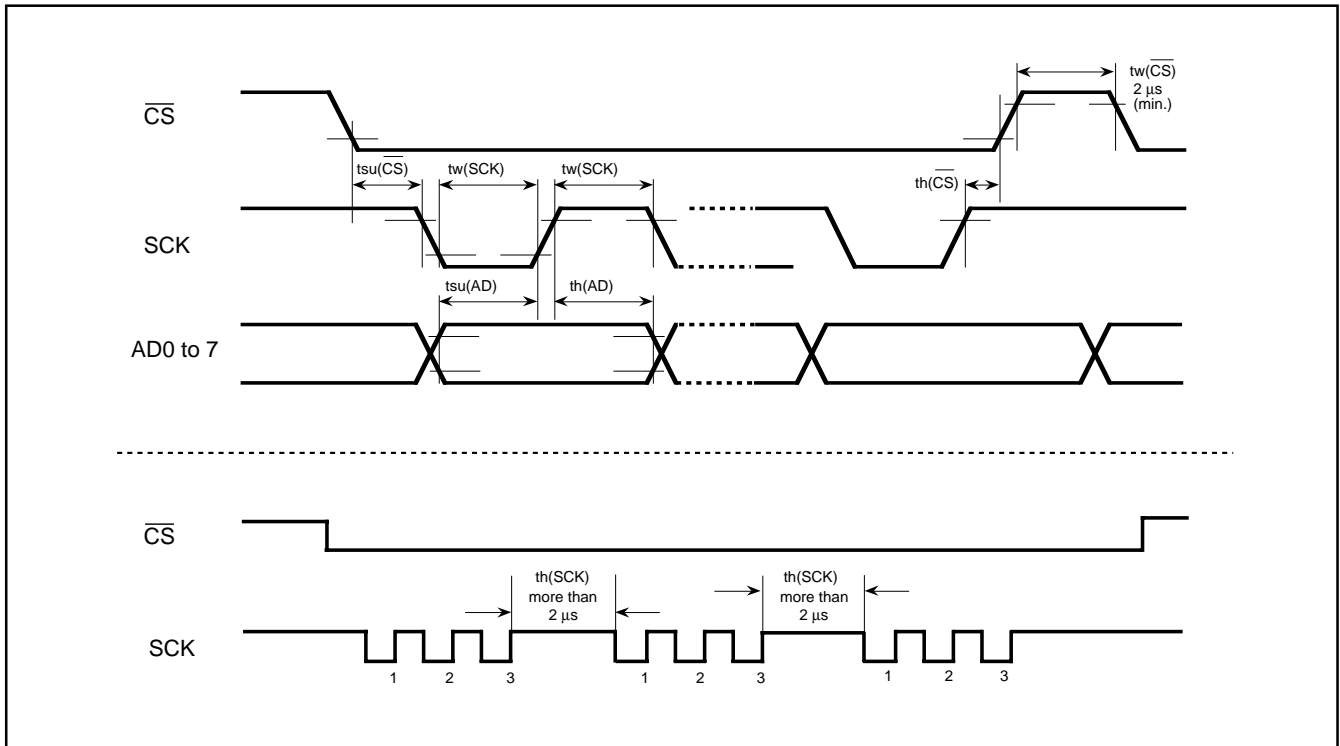 tw(CS)
2 μs
(min.)
CS
tsu(CS)
tw(SCK)
tw(SCK)
th(CS)
SCK
tsu(AD)
th(AD)
AD0 to 7
CS
th(SCK)
more than
2 μs
th(SCK)
more than
2 μs
SCK
1 2 3 1 2 3 1 2 3